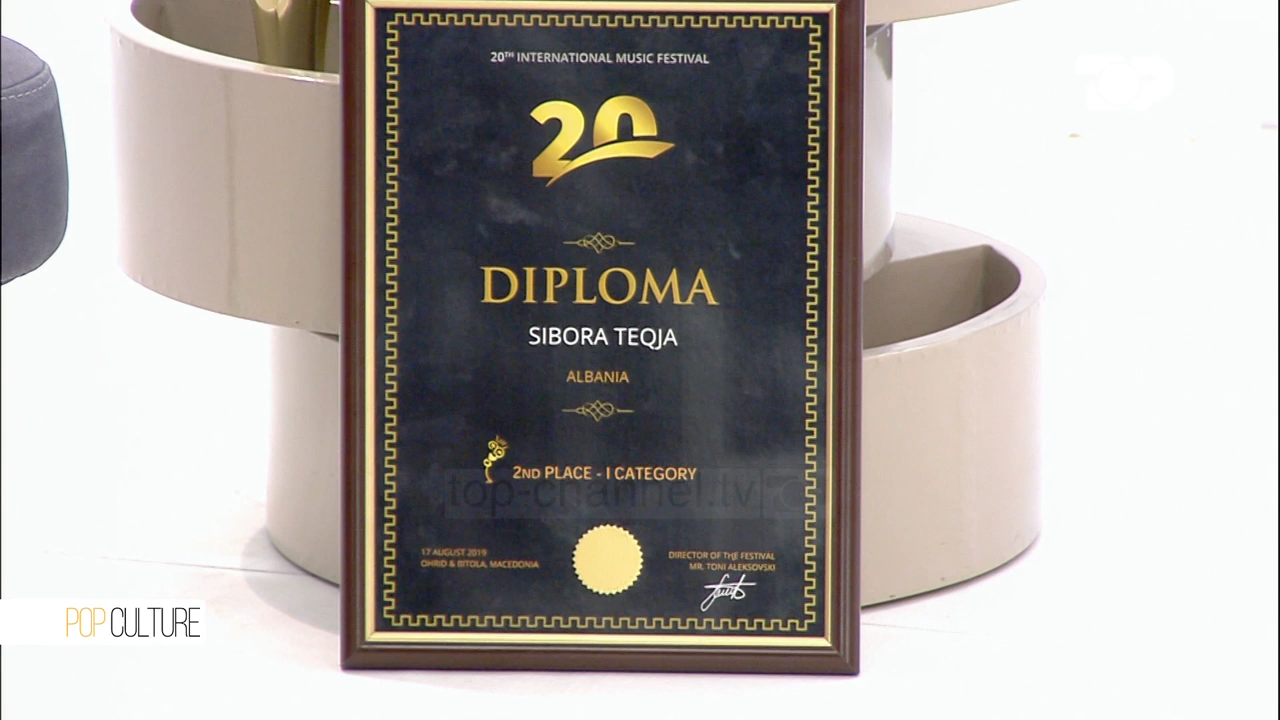 20TH INTERNATIONAL MUSIC FESTIVAL
20
DIPLOMA
SIBORA TEQJA
ALBANIA
2ND PLACE - I CATEGORY
top-channel.tv
17 AUGUST 2019
OHRID & BITOLA, MACEDONIA
DIRECTOR OF THE FESTIVAL
MR. TONI ALEKSOVSKI
POP CULTURE